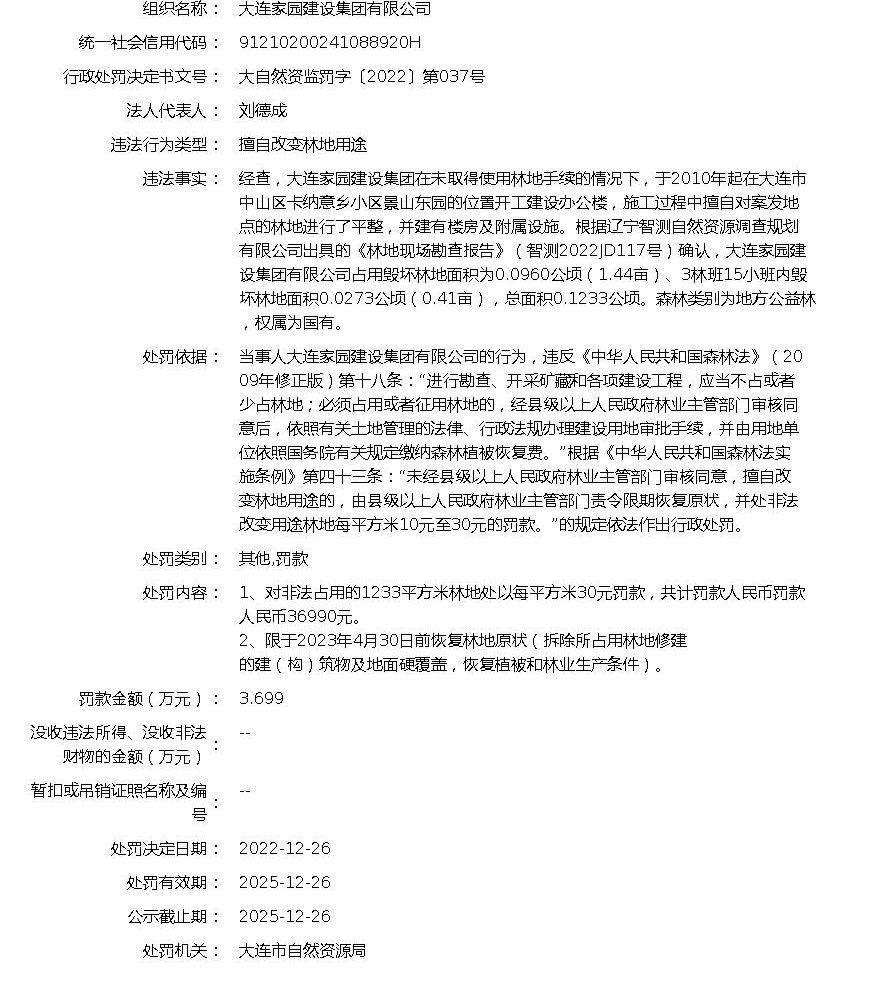 组织名称： 大连家园建设集团有限公司
统一社会信用代码： 91210200241088920H
行政处罚决定书文号： 大自然资监罚字〔2022〕第037号
法人代表人： 刘德成
违法行为类型： 擅自改变林地用途
违法事实： 经查，大连家园建设集团在未取得使用林地手续的情况下，于2010年起在大连市
中山区卡纳意乡小区景山东园的位置开工建设办公楼，施工过程中擅自对案发地
点的林地进行了平整，并建有楼房及附属设施。根据辽宁智测自然资源调查规划
有限公司出具的《林地现场勘查报告》（智测2022JD117号）确认，大连家园建
设集团有限公司占用毁坏林地面积为0.0960公顷（1.44亩）、3林班15小班内毁
坏林地面积0.0273公顷（0.41亩），总面积0.1233公顷。森林类别为地方公益林
，权属为国有。
处罚依据： 当事人大连家园建设集团有限公司的行为，违反《中华人民共和国森林法》（20
09年修正版）第十八条：“进行勘查、开采矿藏和各项建设工程，应当不占或者
少占林地；必须占用或者征用林地的，经县级以上人民政府林业主管部门审核同
意后，依照有关土地管理的法律、行政法规办理建设用地审批手续，并由用地单
位依照国务院有关规定缴纳森林植被恢复费。”根据《中华人民共和国森林法实
施条例》第四十三条：“未经县级以上人民政府林业主管部门审核同意，擅自改
变林地用途的，由县级以上人民政府林业主管部门责令限期恢复原状，并处非法
改变用途林地每平方米10元至30元的罚款。”的规定依法作出行政处罚。
处罚类别： 其他,罚款
处罚内容： 1、对非法占用的1233平方米林地处以每平方米30元罚款，共计罚款人民币罚款
人民币36990元。
2、限于2023年4月30日前恢复林地原状（拆除所占用林地修建
的建（构）筑物及地面硬覆盖，恢复植被和林业生产条件）。
罚款金额（万元）： 3.699
没收违法所得、没收非法
财物的金额（万元）： --
暂扣或吊销证照名称及编
号： --
处罚决定日期： 2022-12-26
处罚有效期： 2025-12-26
公示截止期： 2025-12-26
处罚机关： 大连市自然资源局